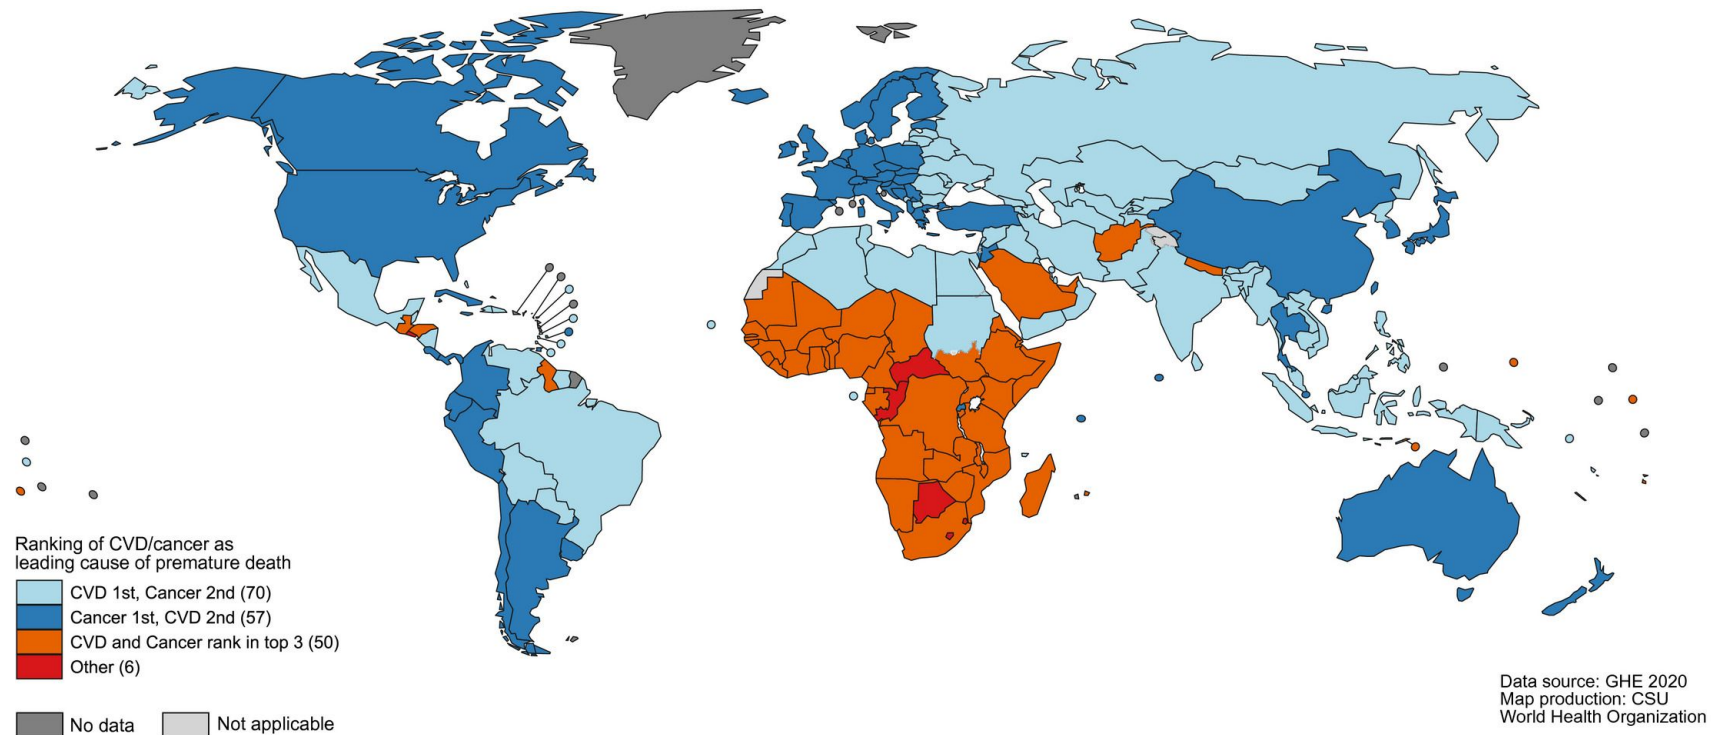 Ranking of CVD/cancer as
leading cause of premature death
CVD 1st, Cancer 2nd (70)
Cancer 1st, CVD 2nd (57)
CVD and Cancer rank in top 3 (50)
Other (6)
No data
Not applicable
Data source: GHE 2020
Map production: CSU
World Health Organization